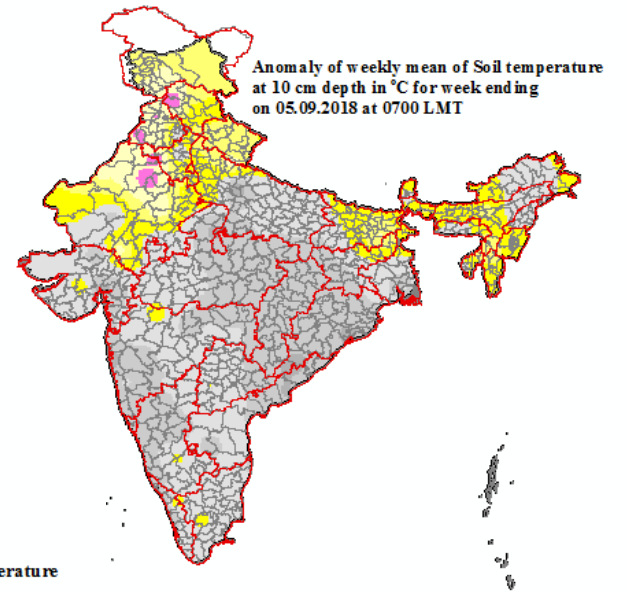 Anomaly of weekly mean of Soil temperature
at 10 cm depth in °C for week ending
on 05.09.2018 at 0700 LMT
erature